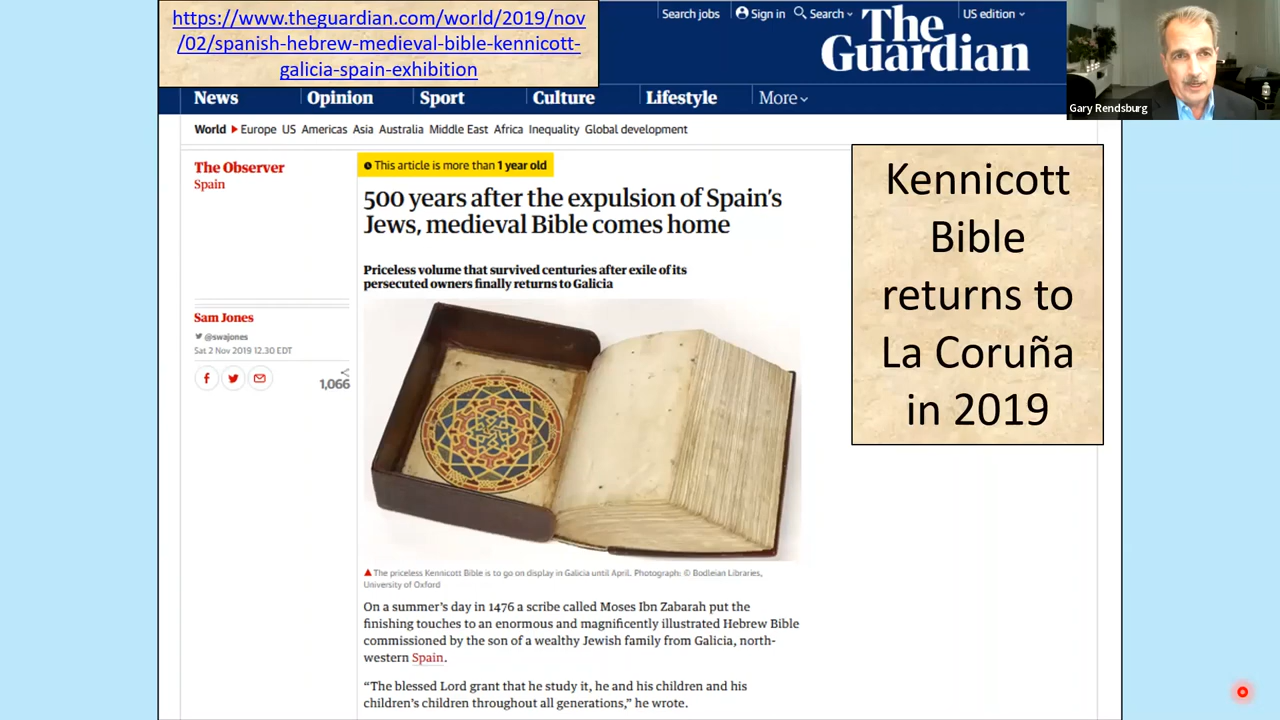 https://www.theguardian.com/world/2019/nov
/02/spanish-hebrew-medieval-bible-kennicott-
galicia-spain-exhibition
Search jobs
Sign in
Search
US edition
The
Guardian
News
Opinion
Sport
Culture
Lifestyle
More
Gary Rendsburg
World Europe US Americas Asia Australia Middle East Africa Inequality Global development
The Observer
Spain
This article is more than 1 year old
500 years after the expulsion of Spain's
Jews, medieval Bible comes home
Priceless volume that survived centuries after exile of its
persecuted owners finally returns to Galicia
Sam Jones
@swajones
Sat 2 Nov 2019 12.30 EDT
1,066
Kennicott
Bible
returns to
La Coruña
in 2019
The priceless Kennicott Bible is to go on display in Galicia until April. Photograph: © Bodleian Libraries,
University of Oxford
On a summer's day in 1476 a scribe called Moses Ibn Zabarah put the
finishing touches to an enormous and magnificently illustrated Hebrew Bible
commissioned by the son of a wealthy Jewish family from Galicia, north-
western Spain.
“The blessed Lord grant that he study it, he and his children and his
children's children throughout all generations,” he wrote.